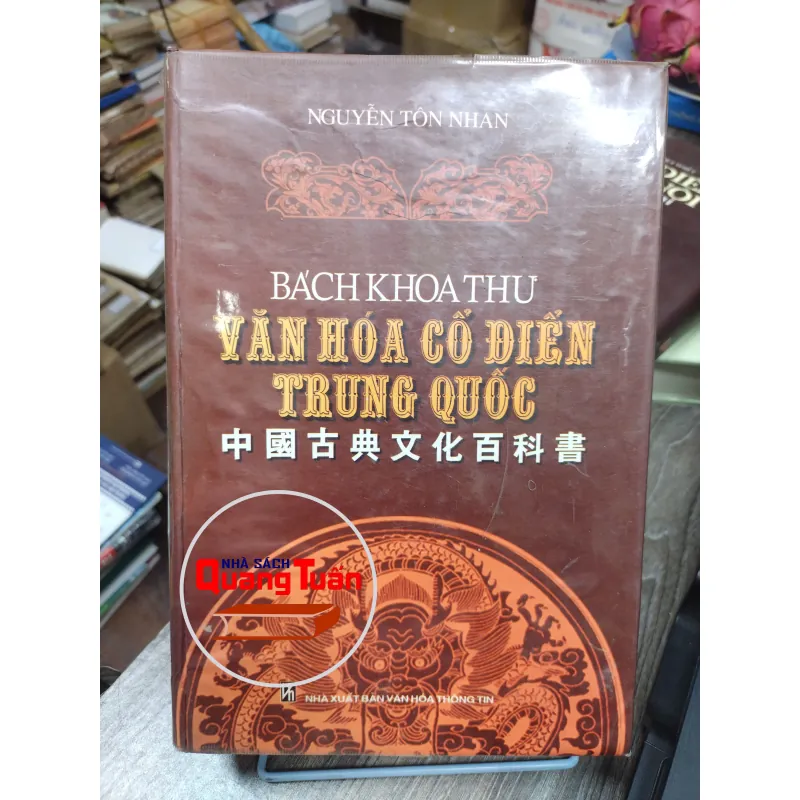 NGUYỄN TÔN NHAN
BÁCH KHOA THƯ
VĂN HÓA CỔ ĐIỂN
TRUNG QUỐC
中國古典文化百科書
NHÀ SÁCH
Quang Tuấn
NHÀ XUẤT BẢN VĂN HÓA THÔNG TIN